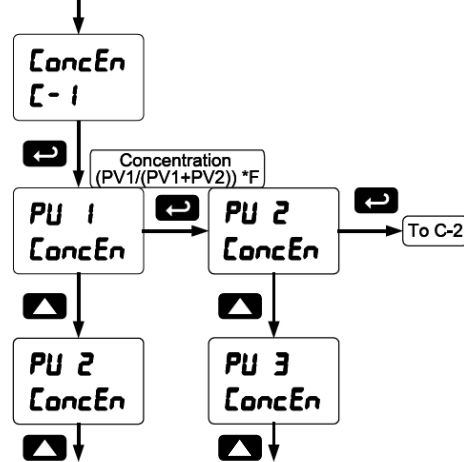 ConcEn
C-1
Concentration
(PV1/(PV1+PV2)) *F
PU 1
ConcEn
PU 2
ConcEn
To C-2
PU 2
ConcEn
PU 3
ConcEn